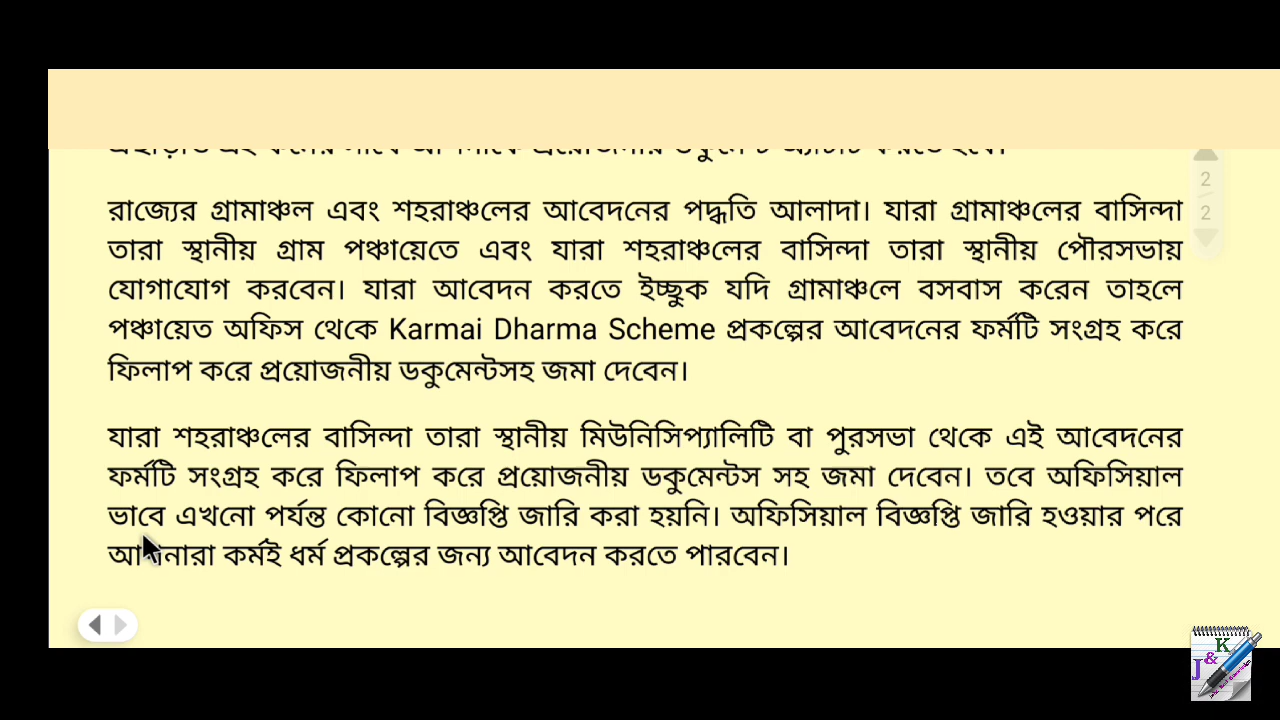 রাজ্যের গ্রামাঞ্চল এবং শহরাঞ্চলের আবেদনের পদ্ধতি আলাদা। যারা গ্রামাঞ্চলের বাসিন্দা
তারা স্থানীয় গ্রাম পঞ্চায়েতে এবং যারা শহরাঞ্চলের বাসিন্দা তারা স্থানীয় পৌরসভায়
যোগাযোগ করবেন। যারা আবেদন করতে ইচ্ছুক যদি গ্রামাঞ্চলে বসবাস করেন তাহলে
পঞ্চায়েত অফিস থেকে Karmai Dharma Scheme প্রকল্পের আবেদনের ফর্মটি সংগ্রহ করে
ফিলাপ করে প্রয়োজনীয় ডকুমেন্টসহ জমা দেবেন।
যারা শহরাঞ্চলের বাসিন্দা তারা স্থানীয় মিউনিসিপ্যালিটি বা পুরসভা থেকে এই আবেদনের
ফর্মটি সংগ্রহ করে ফিলাপ করে প্রয়োজনীয় ডকুমেন্টস সহ জমা দেবেন। তবে অফিসিয়াল
ভাবে এখনো পর্যন্ত কোনো বিজ্ঞপ্তি জারি করা হয়নি। অফিসিয়াল বিজ্ঞপ্তি জারি হওয়ার পরে
আপনারা কর্মই ধর্ম প্রকল্পের জন্য আবেদন করতে পারবেন।
2
2
J&K